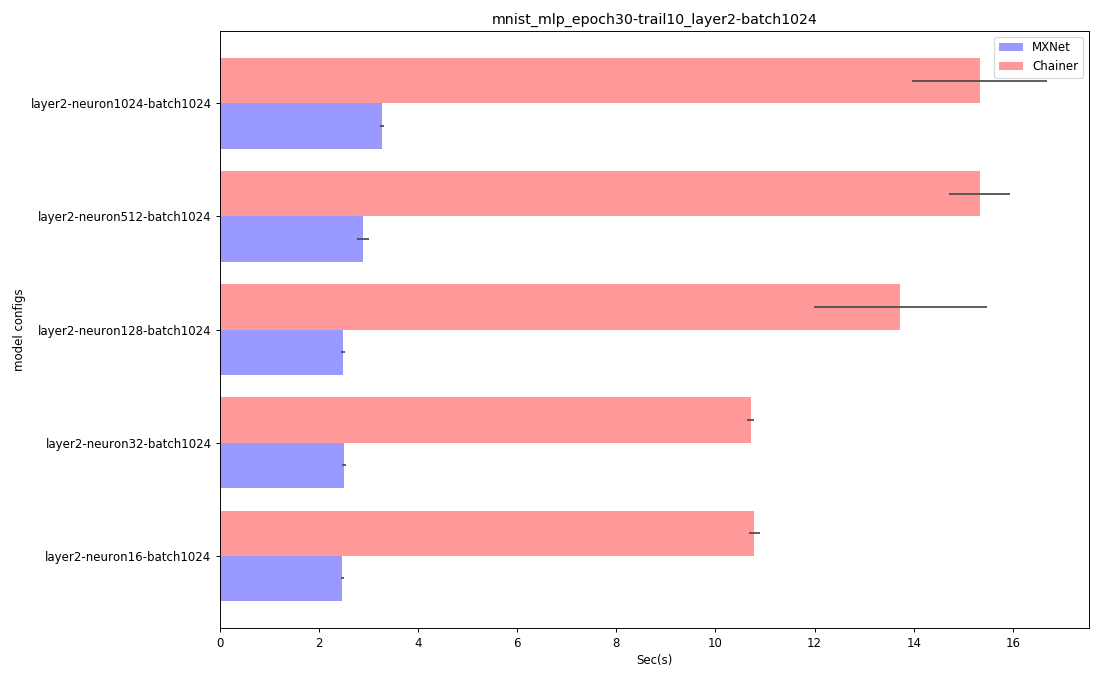 mnist_mlp_epoch30-trail10_layer2-batch1024
MXNet
Chainer
layer2-neuron1024-batch1024
layer2-neuron512-batch1024
layer2-neuron128-batch1024
layer2-neuron32-batch1024
layer2-neuron16-batch1024
model configs
0 2 4 6 8 10 12 14 16
Sec(s)